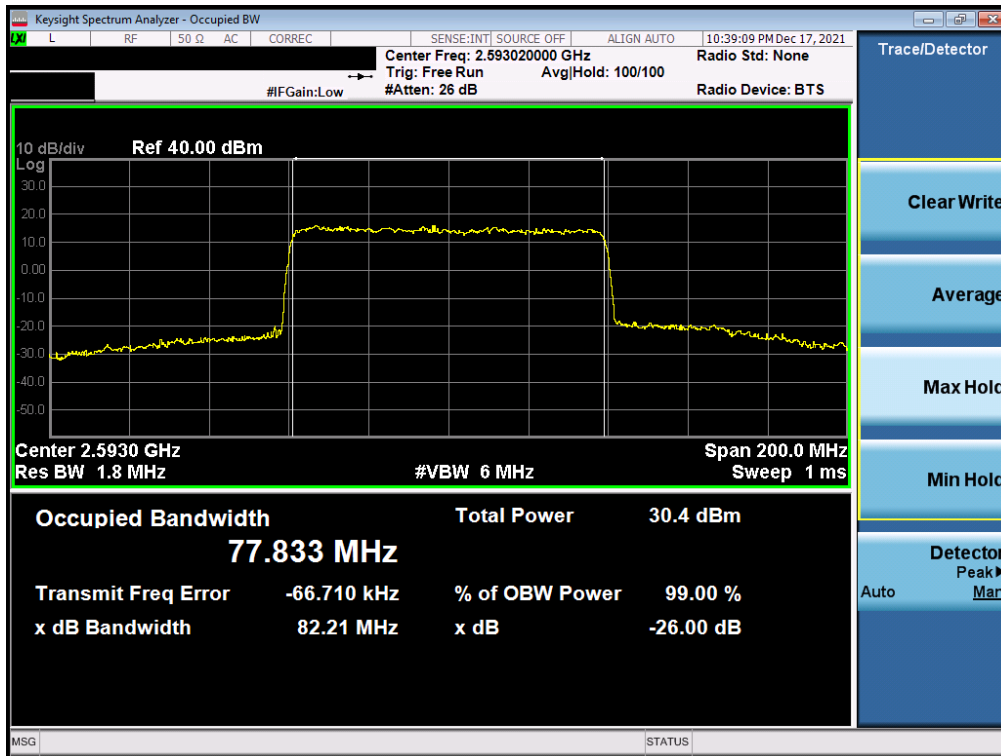 Keysight Spectrum Analyzer - Occupied BW
LXI L RF 50 Ω AC CORREC SENSE:INT SOURCE OFF ALIGN AUTO 10:39:09 PM Dec 17, 2021
Center Freq: 2.593020000 GHz Radio Std: None
Trig: Free Run Avg|Hold: 100/100
#IFGain:Low #Atten: 26 dB Radio Device: BTS
10 dB/div Ref 40.00 dBm
Log
30.0
20.0
10.0
0.00
-10.0
-20.0
-30.0
-40.0
-50.0
Center 2.5930 GHz Span 200.0 MHz
Res BW 1.8 MHz #VBW 6 MHz Sweep 1 ms
Occupied Bandwidth Total Power 30.4 dBm
77.833 MHz
Transmit Freq Error -66.710 kHz % of OBW Power 99.00 %
x dB Bandwidth 82.21 MHz x dB -26.00 dB
MSG STATUS
Trace/Detector
Clear Write
Average
Max Hold
Min Hold
Detector
Peak
Auto Man